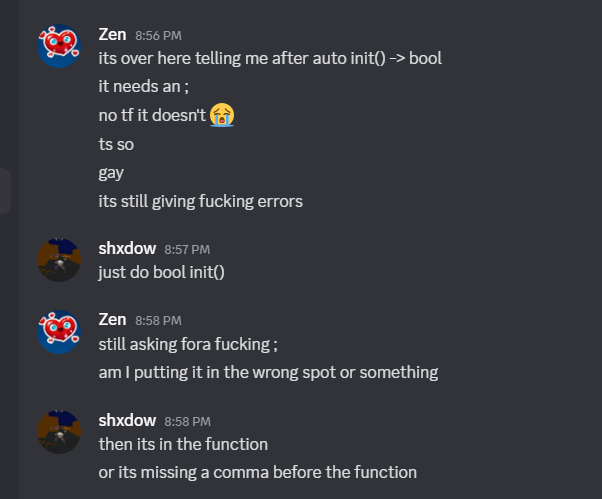 Zen 8:56 PM
its over here telling me after auto init() -> bool
it needs an ;
no tf it doesn't 😭
ts so
gay
its still giving fucking errors
shxdow 8:57 PM
just do bool init()
Zen 8:58 PM
still asking fora fucking ;
am I putting it in the wrong spot or something
shxdow 8:58 PM
then its in the function
or its missing a comma before the function